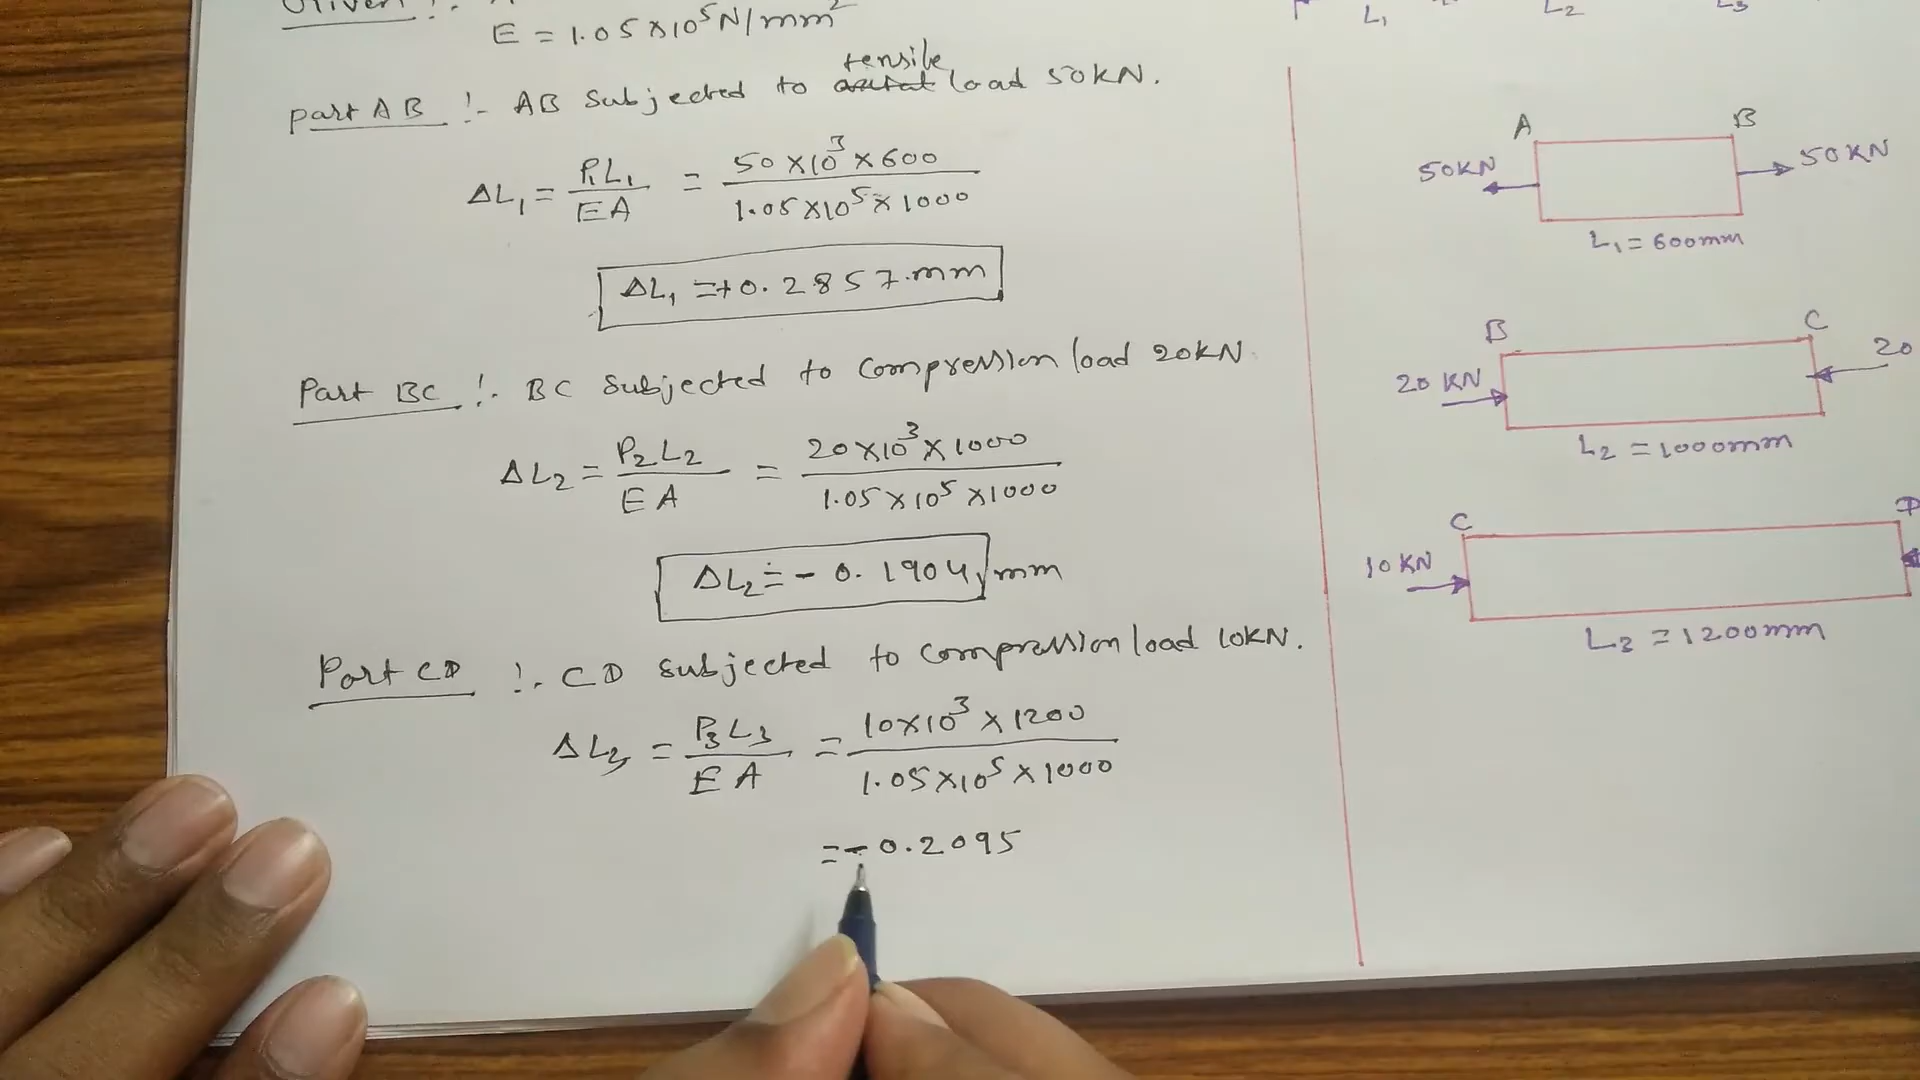 Given :-
E = 1.05×10⁵N/mm²
tensile
Part AB :- AB Subjected to load 50KN.
ΔL₁ = P₁L₁/EA = 50×10³×600/1.05×10⁵×1000
ΔL₁ =+0.2857.mm
Part BC :- BC Subjected to Compression load 20KN.
ΔL₂ = P₂L₂/EA = 20×10³×1000/1.05×10⁵×1000
ΔL₂ = - 0.1904 mm
Part CD :- CD subjected to compression load 10KN.
ΔL₃ = P₃L₃/EA = 10×10³×1200/1.05×10⁵×1000
=-0.2095
L₁ L₂ L₃
A B
50KN 50KN
L₁ = 600mm
B C
20 KN 20
L₂ = 1000mm
C D
10KN
L₃ = 1200mm